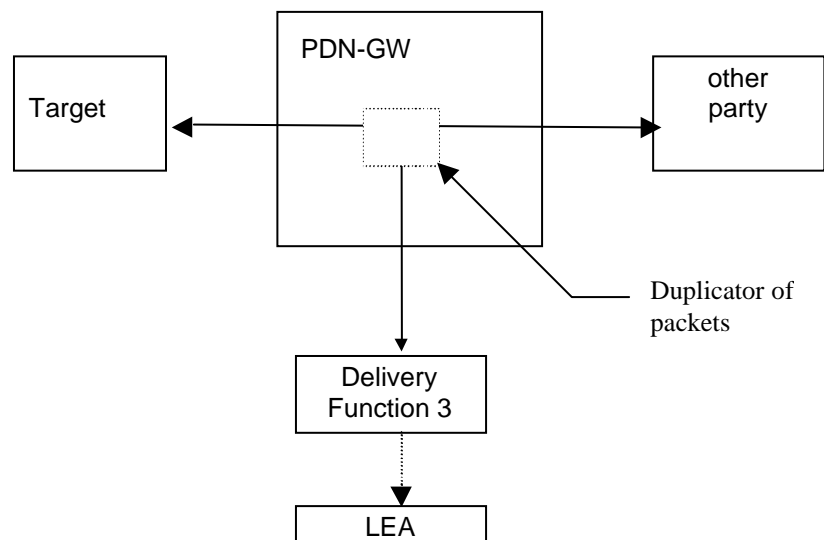 PDN-GW
Target
other
party
Duplicator of
packets
Delivery
Function 3
LEA